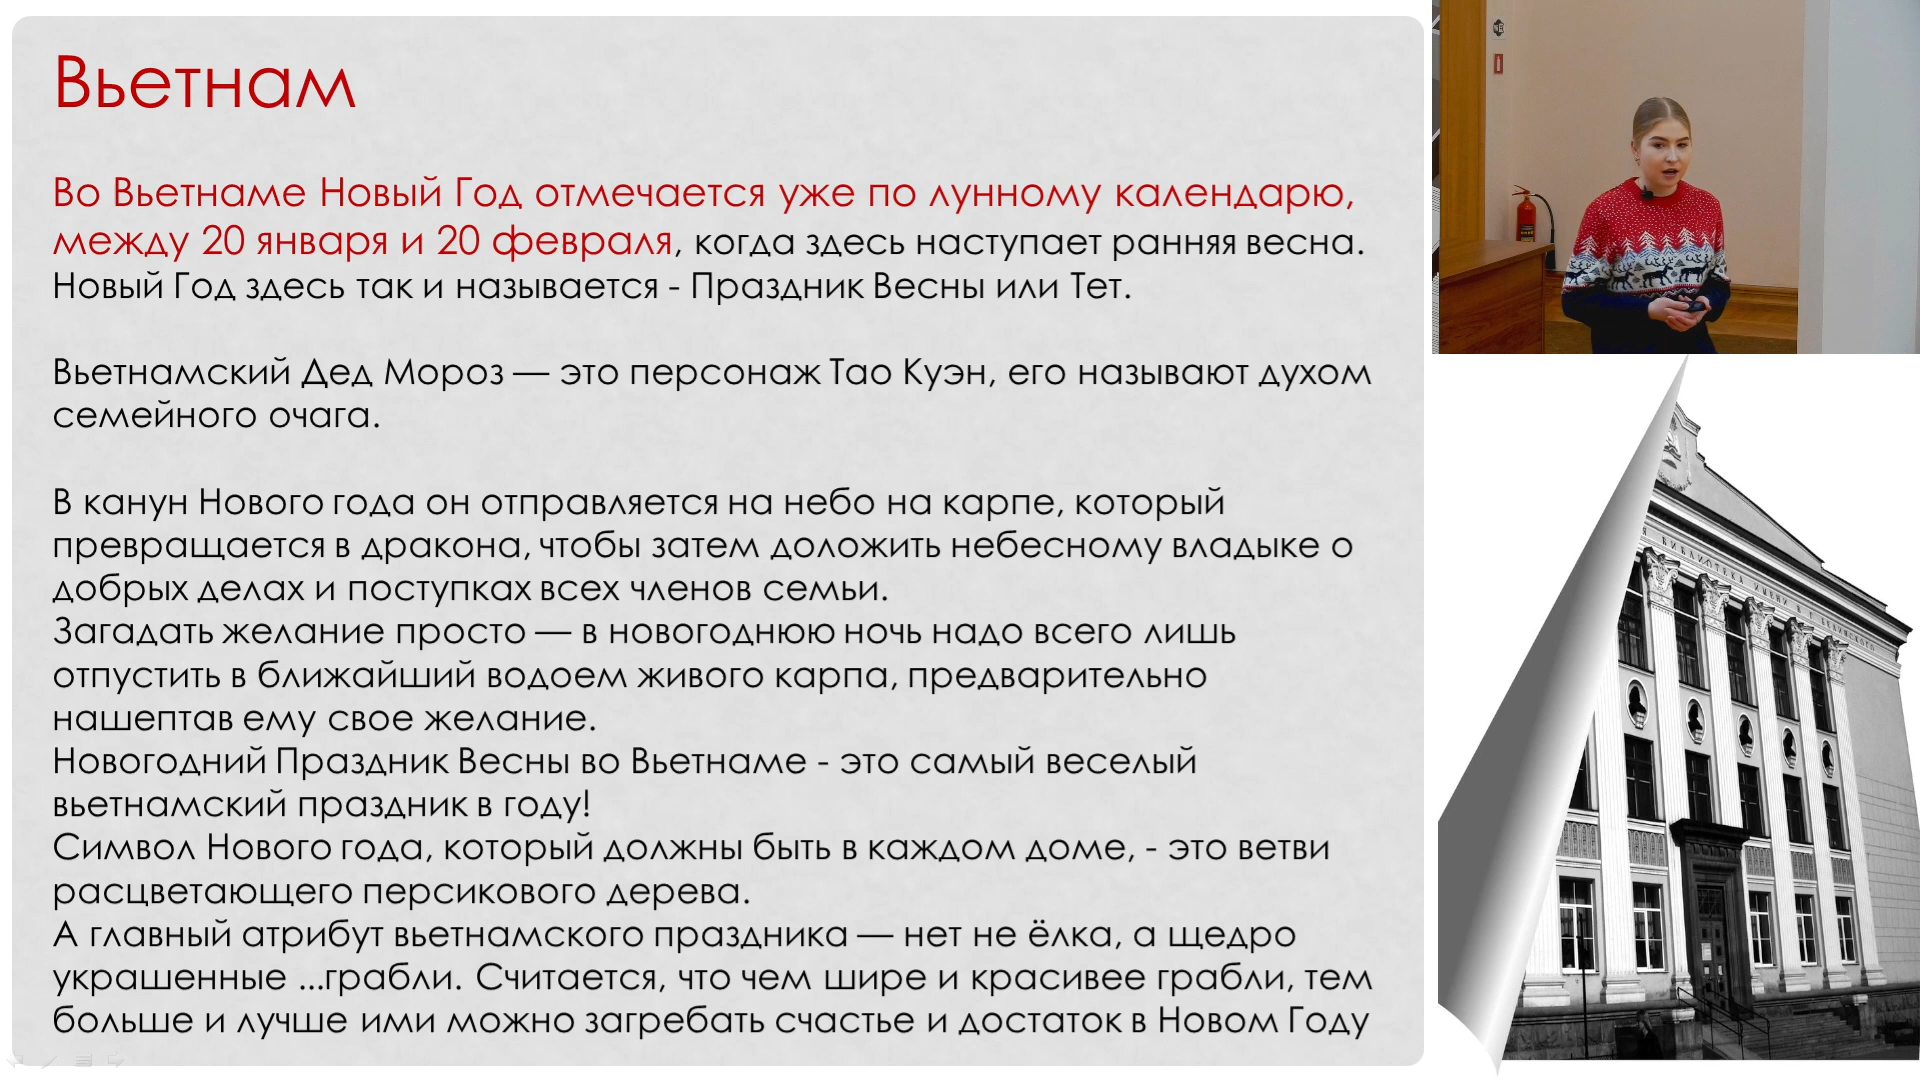 Вьетнам
Во Вьетнаме Новый Год отмечается уже по лунному календарю,
между 20 января и 20 февраля, когда здесь наступает ранняя весна.
Новый Год здесь так и называется - Праздник Весны или Тет.
Вьетнамский Дед Мороз — это персонаж Тао Куэн, его называют духом
семейного очага.
В канун Нового года он отправляется на небо на карпе, который
превращается в дракона, чтобы затем доложить небесному владыке о
добрых делах и поступках всех членов семьи.
Загадать желание просто — в новогоднюю ночь надо всего лишь
отпустить в ближайший водоем живого карпа, предварительно
нашептав ему свое желание.
Новогодний Праздник Весны во Вьетнаме - это самый веселый
вьетнамский праздник в году!
Символ Нового года, который должны быть в каждом доме, - это ветви
расцветающего персикового дерева.
А главный атрибут вьетнамского праздника — нет не ёлка, а щедро
украшенные ...грабли. Считается, что чем шире и красивее грабли, тем
больше и лучше ими можно загребать счастье и достаток в Новом Году
БИБЛИОТЕКА ИМЕНИ В Г БЕЛИНСКОГО